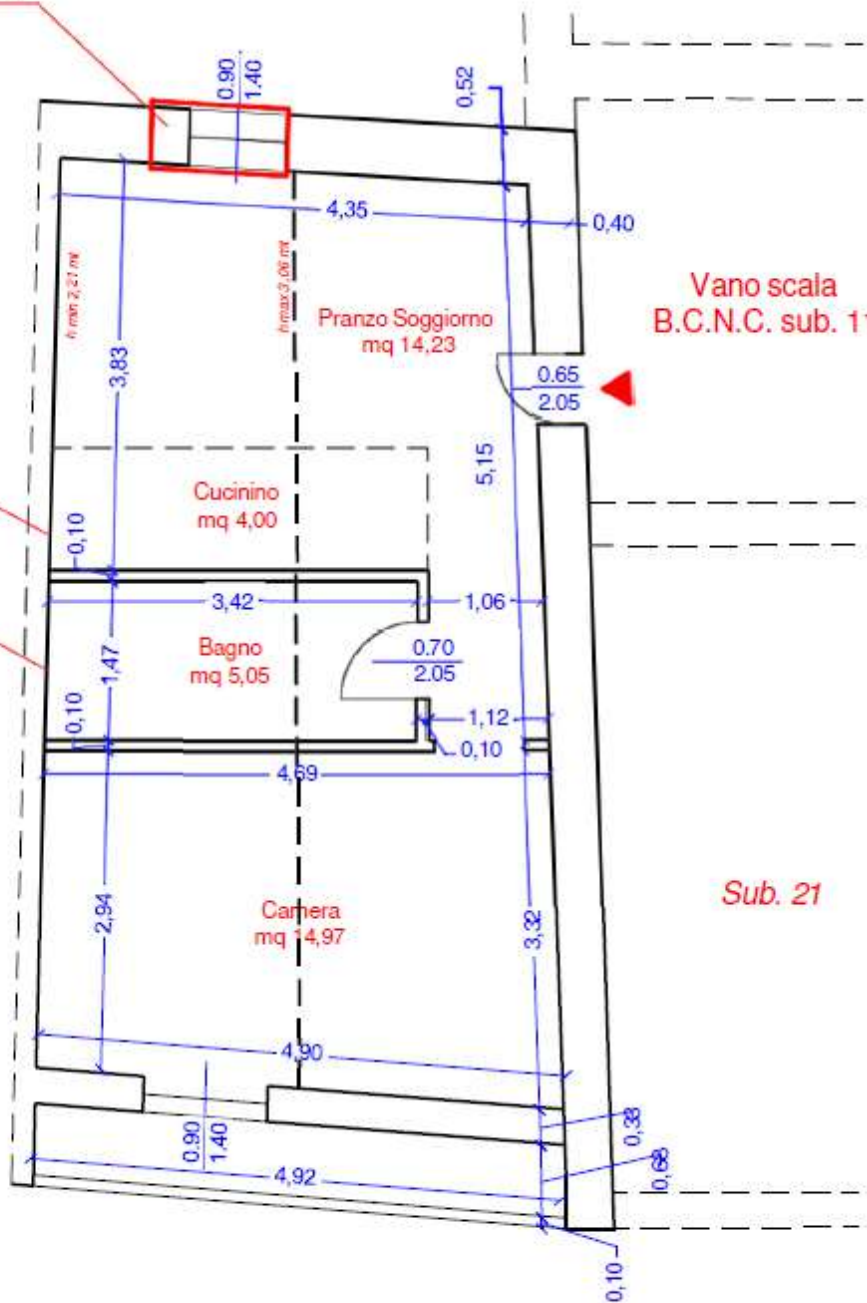 0.90
1.40
0,52
4,35
0,40
h min 2,21 mt
h max 3,06 mt
Vano scala
B.C.N.C. sub. 11
Pranzo Soggiorno
mq 14,23
3,83
0.65
2.05
5,15
Cucinino
mq 4,00
0,10
3,42
1,06
Bagno
mq 5,05
0.70
2.05
1,47
0,10
1,12
0,10
4,69
Camera
mq 14,97
2,94
3,32
Sub. 21
4,90
0.90
1.40
0,33
0,68
4,92
0,10